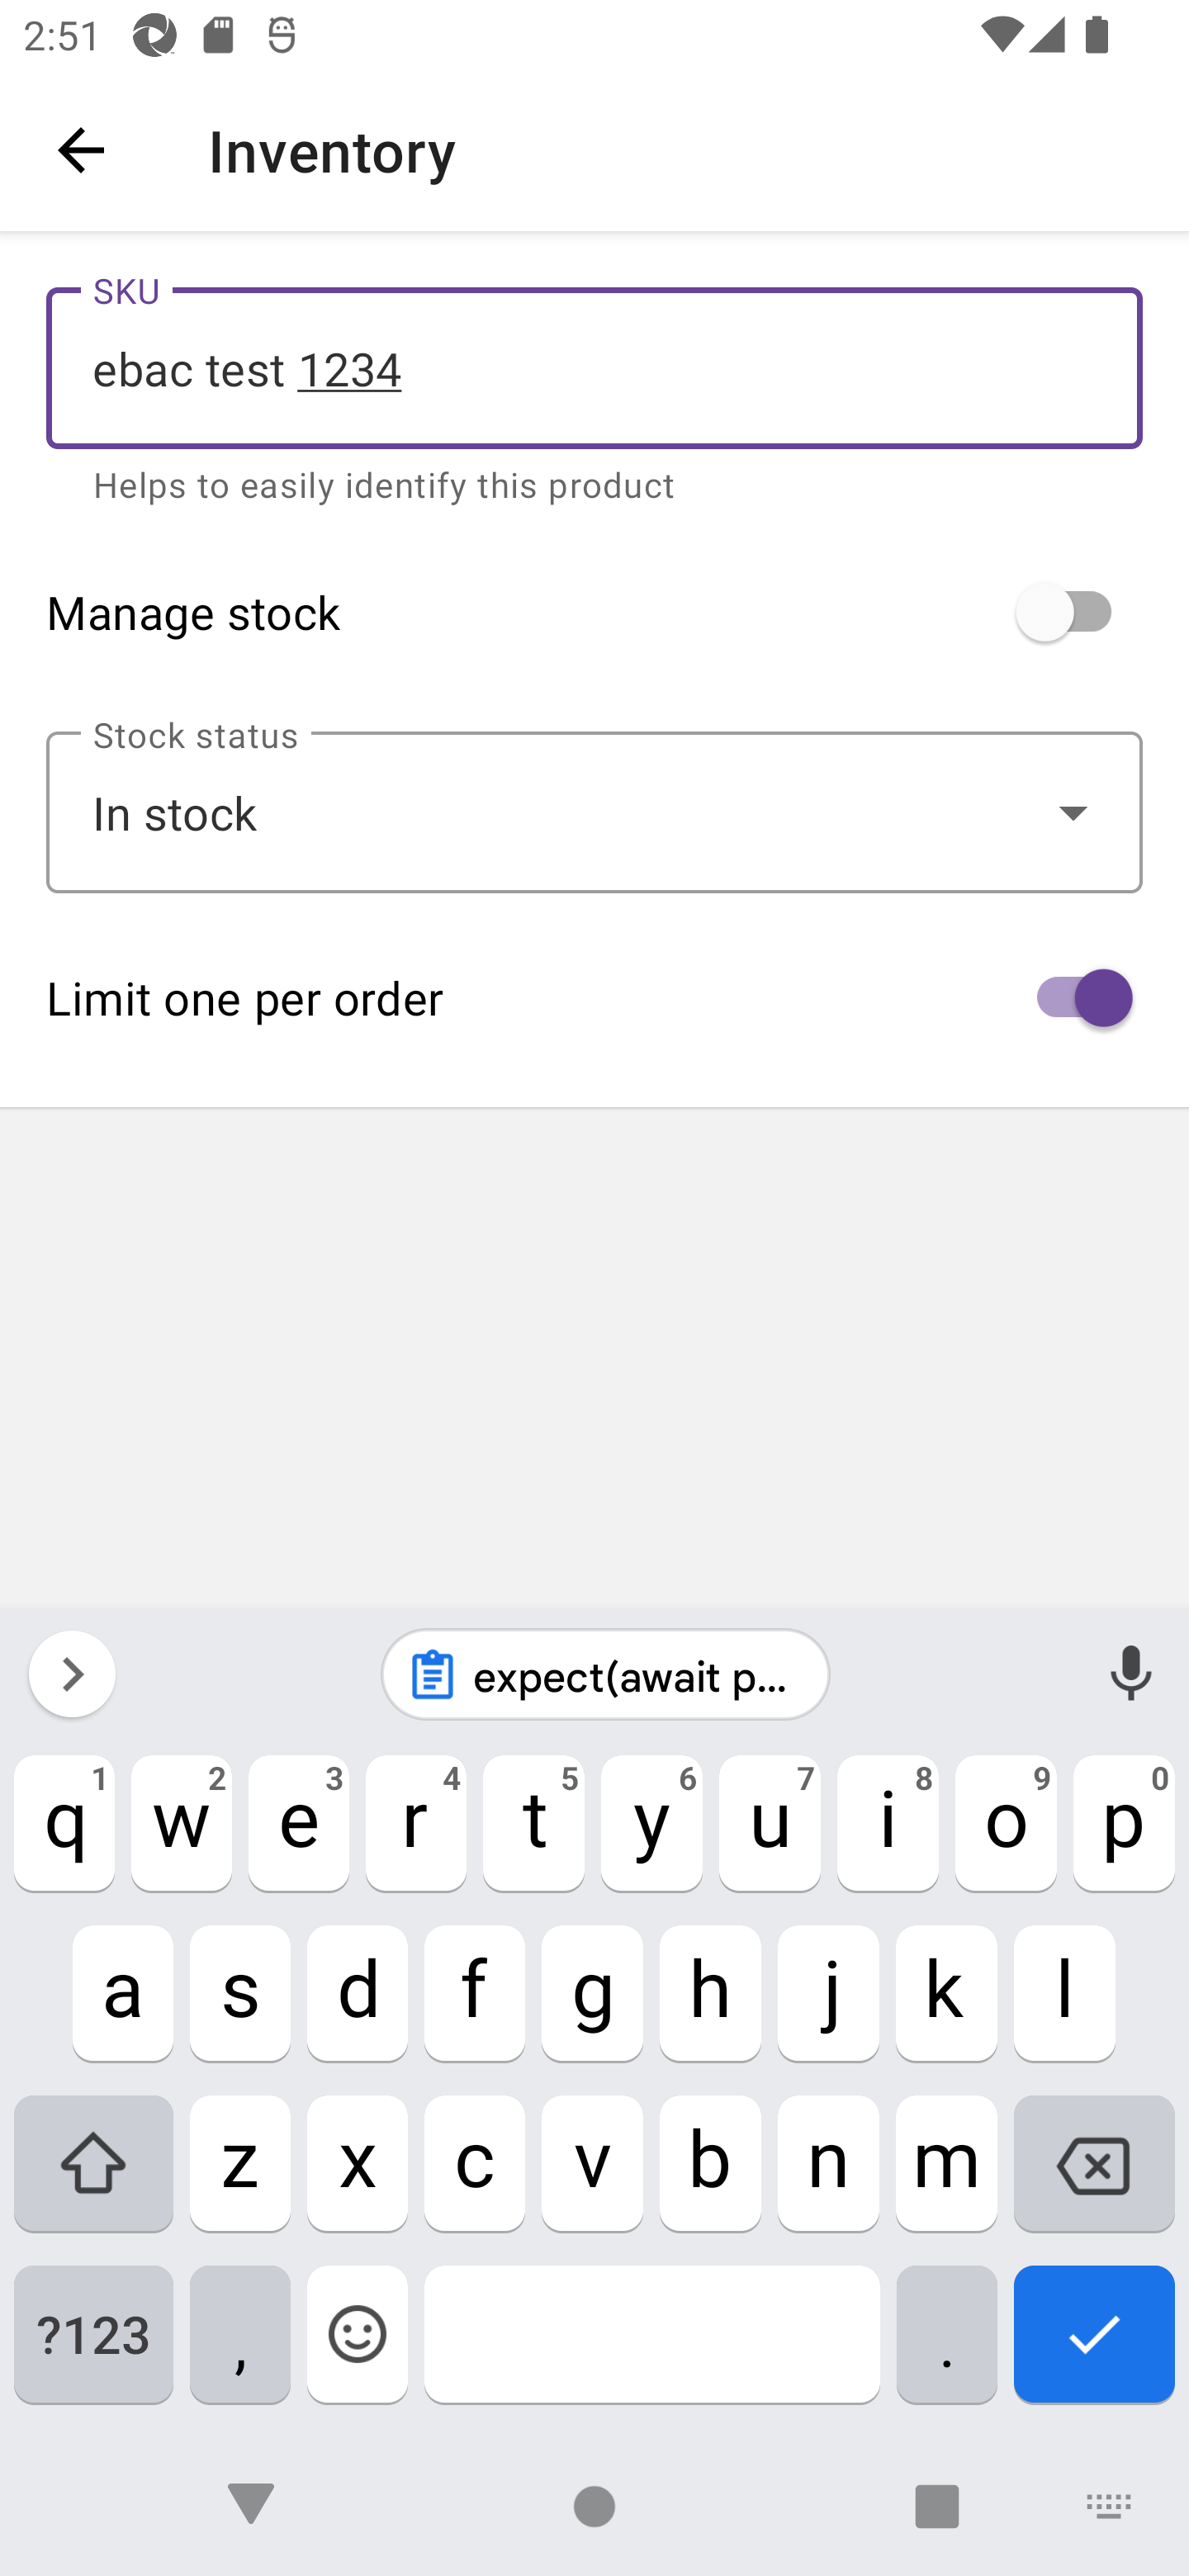 2:51
Inventory
SKU
ebac test 1234
Helps to easily identify this product
Manage stock
Stock status
In stock
Limit one per order
expect(await p...
q1 w2 e3 r4 t5 y6 u7 i8 o9 p0
a s d f g h j k l
z x c v b n m
?123 , .